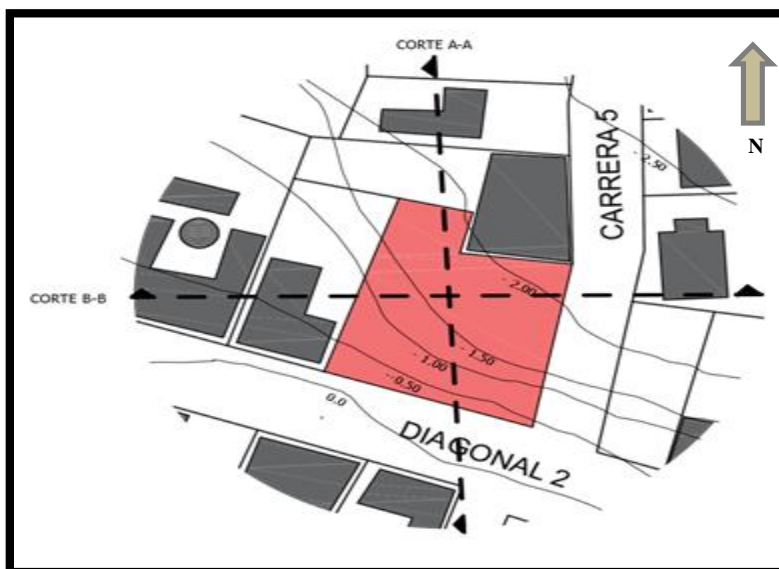 CORTE A-A
N
CARRERA 5
- 2.50
CORTE B-B
- 2.00
- 1.50
- 1.00
-0.50
0.0
DIAGONAL 2